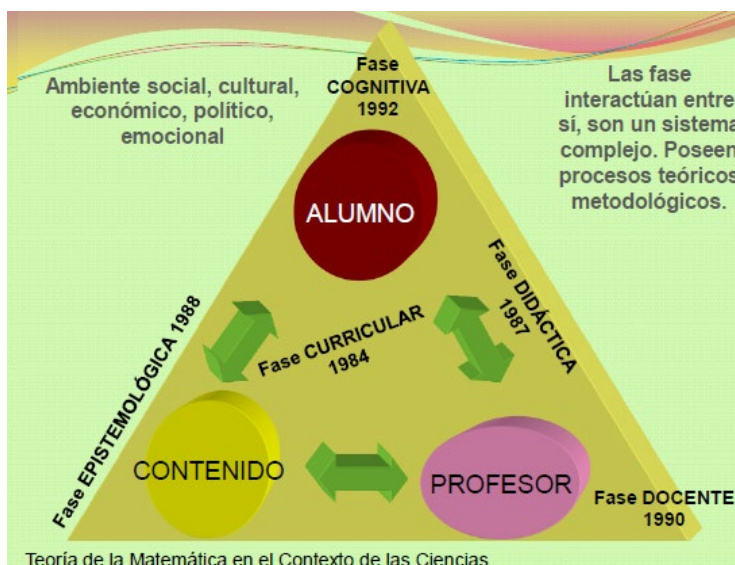 Ambiente social, cultural,
económico, político,
emocional
Fase
COGNITIVA
1992
Las fase
interactúan entre
sí, son un sistema
complejo. Poseen
procesos teóricos
metodológicos.
ALUMNO
Fase EPISTEMOLÓGICA 1988
Fase CURRICULAR
1984
Fase DIDÁCTICA
1987
CONTENIDO
PROFESOR
Fase DOCENTE
1990
Teoría de la Matemática en el Contexto de las Ciencias